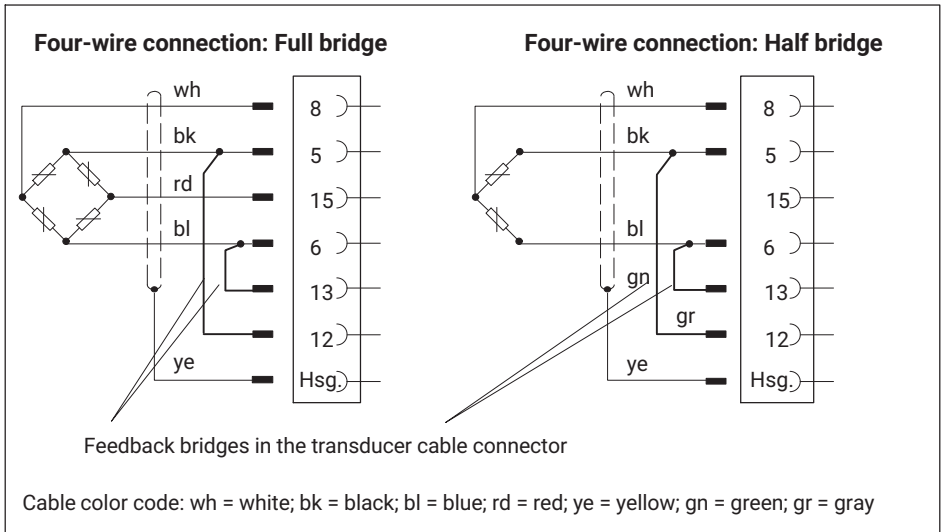 Four-wire connection: Full bridge
wh
8
bk
5
rd
15
bl
6
13
12
ye
Hsg.
Four-wire connection: Half bridge
wh
8
bk
5
15
bl
6
gn
13
gr
12
ye
Hsg.
Feedback bridges in the transducer cable connector
Cable color code: wh = white; bk = black; bl = blue; rd = red; ye = yellow; gn = green; gr = gray